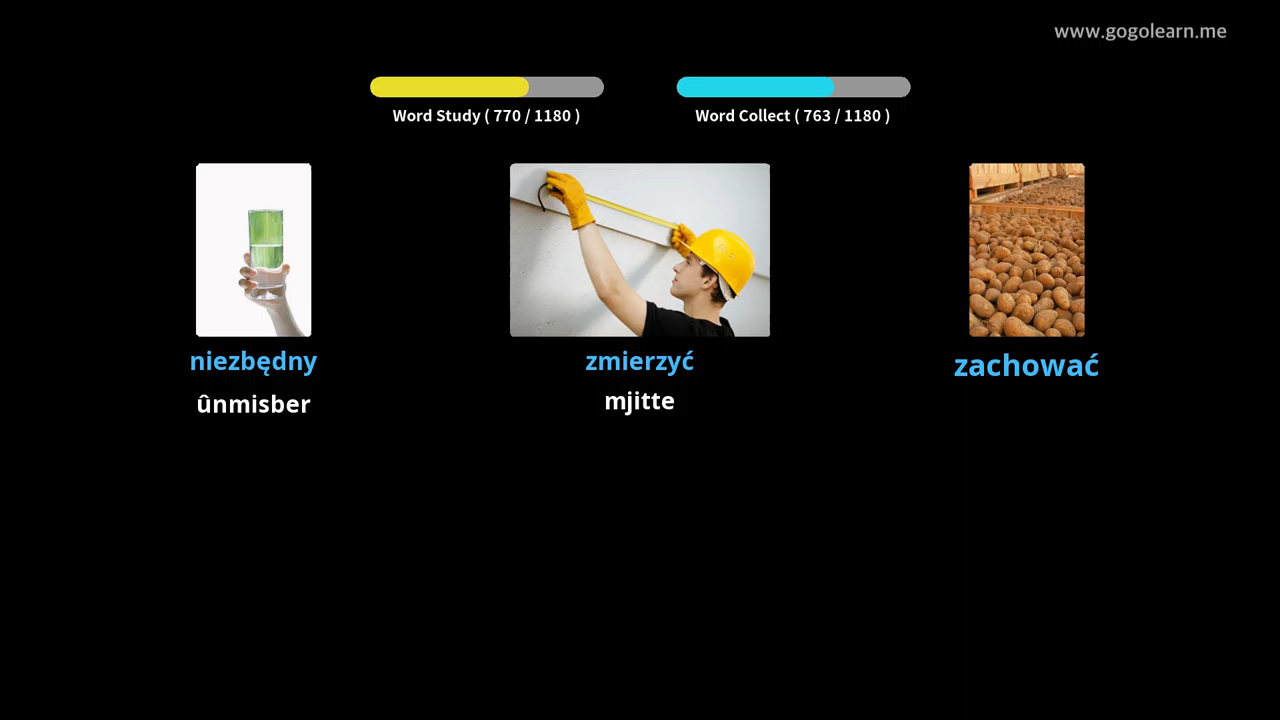 www.gogolearn.me
Word Study ( 770 / 1180 )
Word Collect ( 763 / 1180 )
niezbędny
zmierzyć
zachować
ûnmisber
mjitte